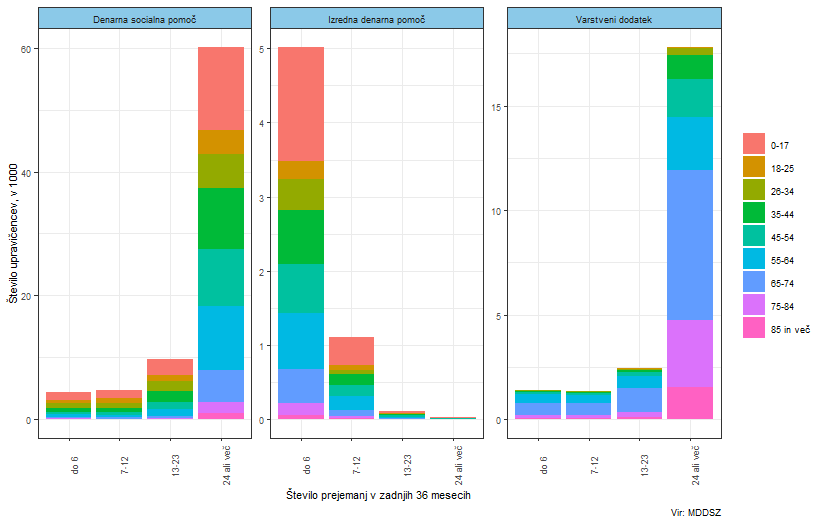 Denarna socialna pomoč
Izredna denarna pomoč
Varstveni dodatek
Število upravičencev, v 1000
60
40
20
0
5
4
3
2
1
0
15
10
5
0
do 6
7-12
13-23
24 ali več
do 6
7-12
13-23
24 ali več
do 6
7-12
13-23
24 ali več
Število prejemanj v zadnjih 36 mesecih
0-17
18-25
26-34
35-44
45-54
55-64
65-74
75-84
85 in več
Vir: MDDSZ